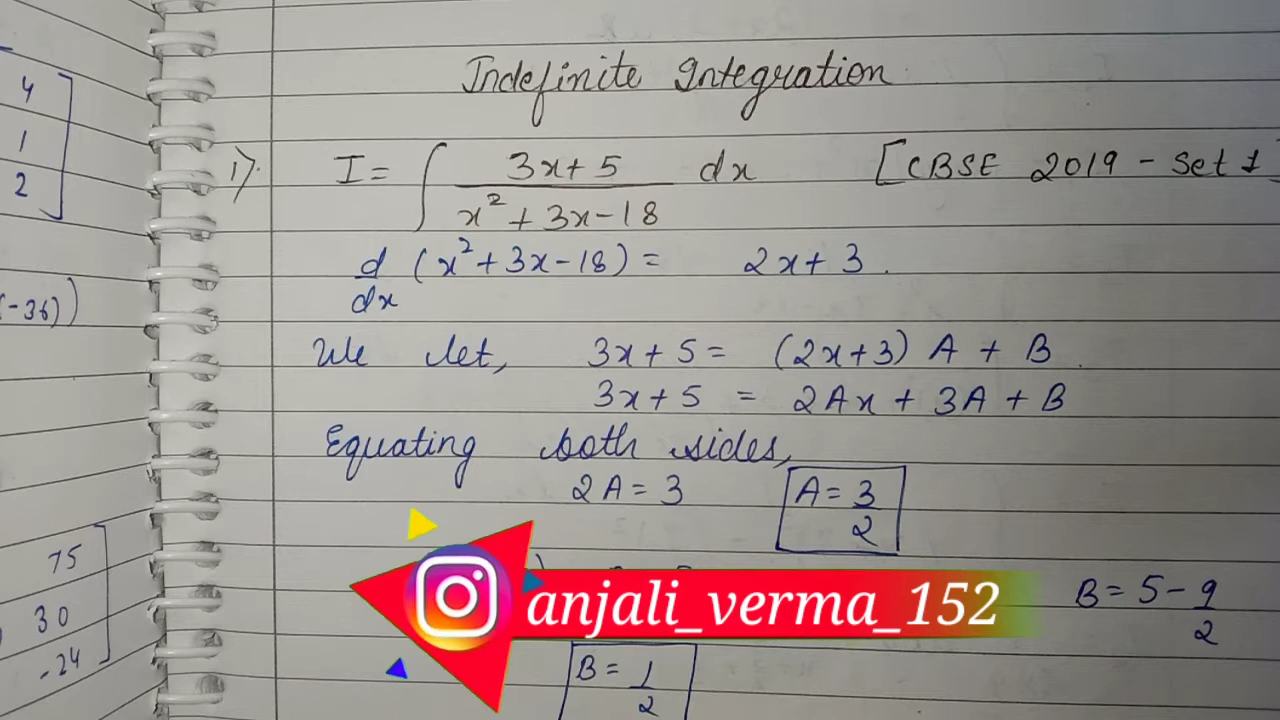 Indefinite Integration
1). I = ∫ 3x+5 / x²+3x-18 dx [CBSE 2019 - Set 1]
d/dx (x²+3x-18) = 2x+3.
We let, 3x+5 = (2x+3) A + B
3x+5 = 2Ax + 3A + B
Equating both sides,
2A = 3 A = 3/2
anjali_verma_152
B = 5 - 9/2
B = 1/2
4
1
2
(-36))
75
30
-24